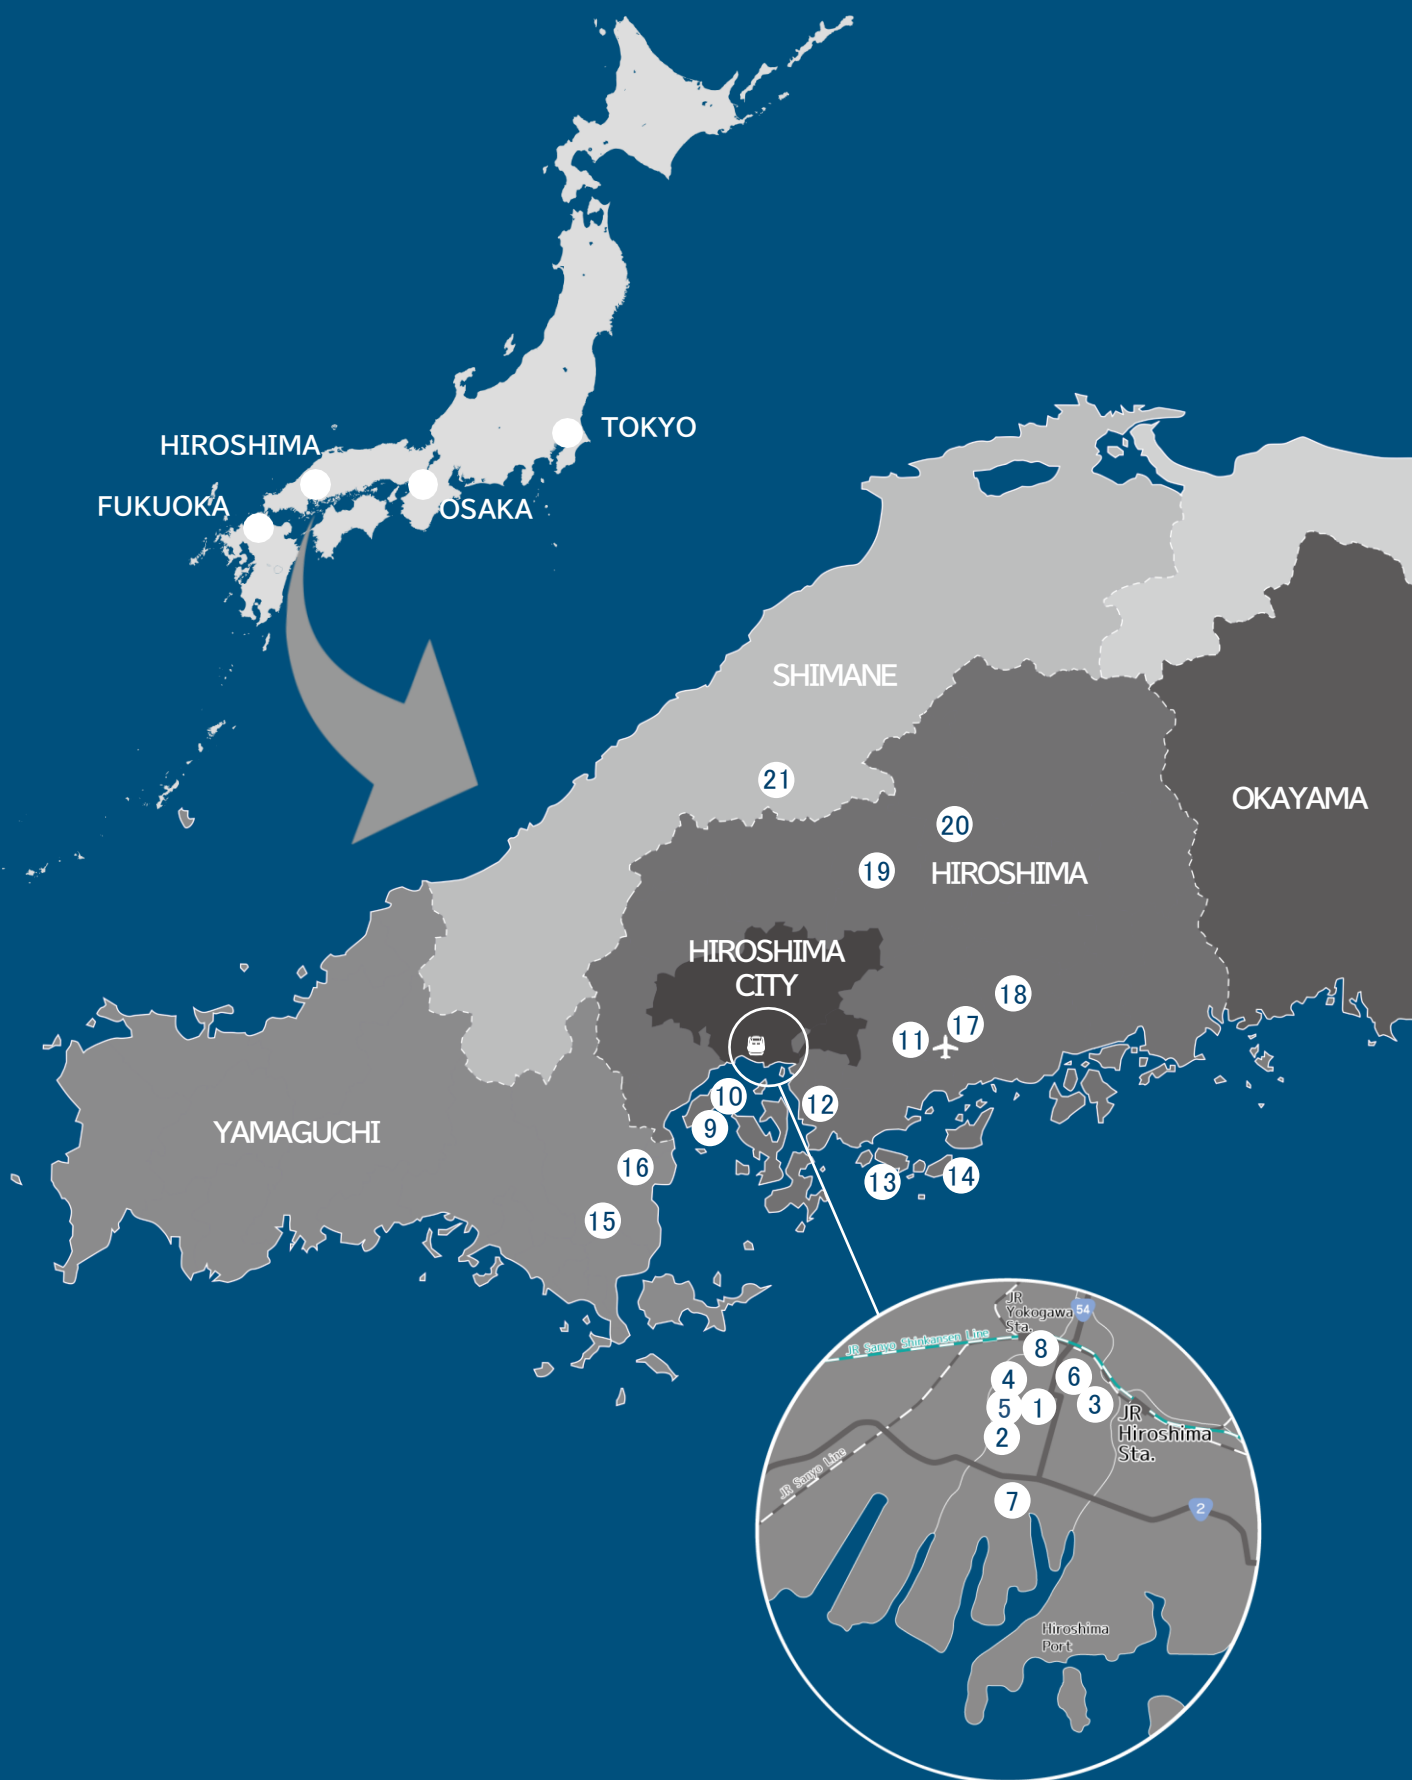 TOKYO
HIROSHIMA
FUKUOKA
OSAKA
SHIMANE
21
OKAYAMA
20
19
HIROSHIMA
HIROSHIMA
CITY
18
17
11
10
12
9
YAMAGUCHI
16
13
14
15
JR
Yokogawa
Sta.
54
JR Sanyo Shinkansen Line
8
4
6
5
1
3
JR
Hiroshima
Sta.
2
JR Sanyo Line
7
2
Hiroshima
Port